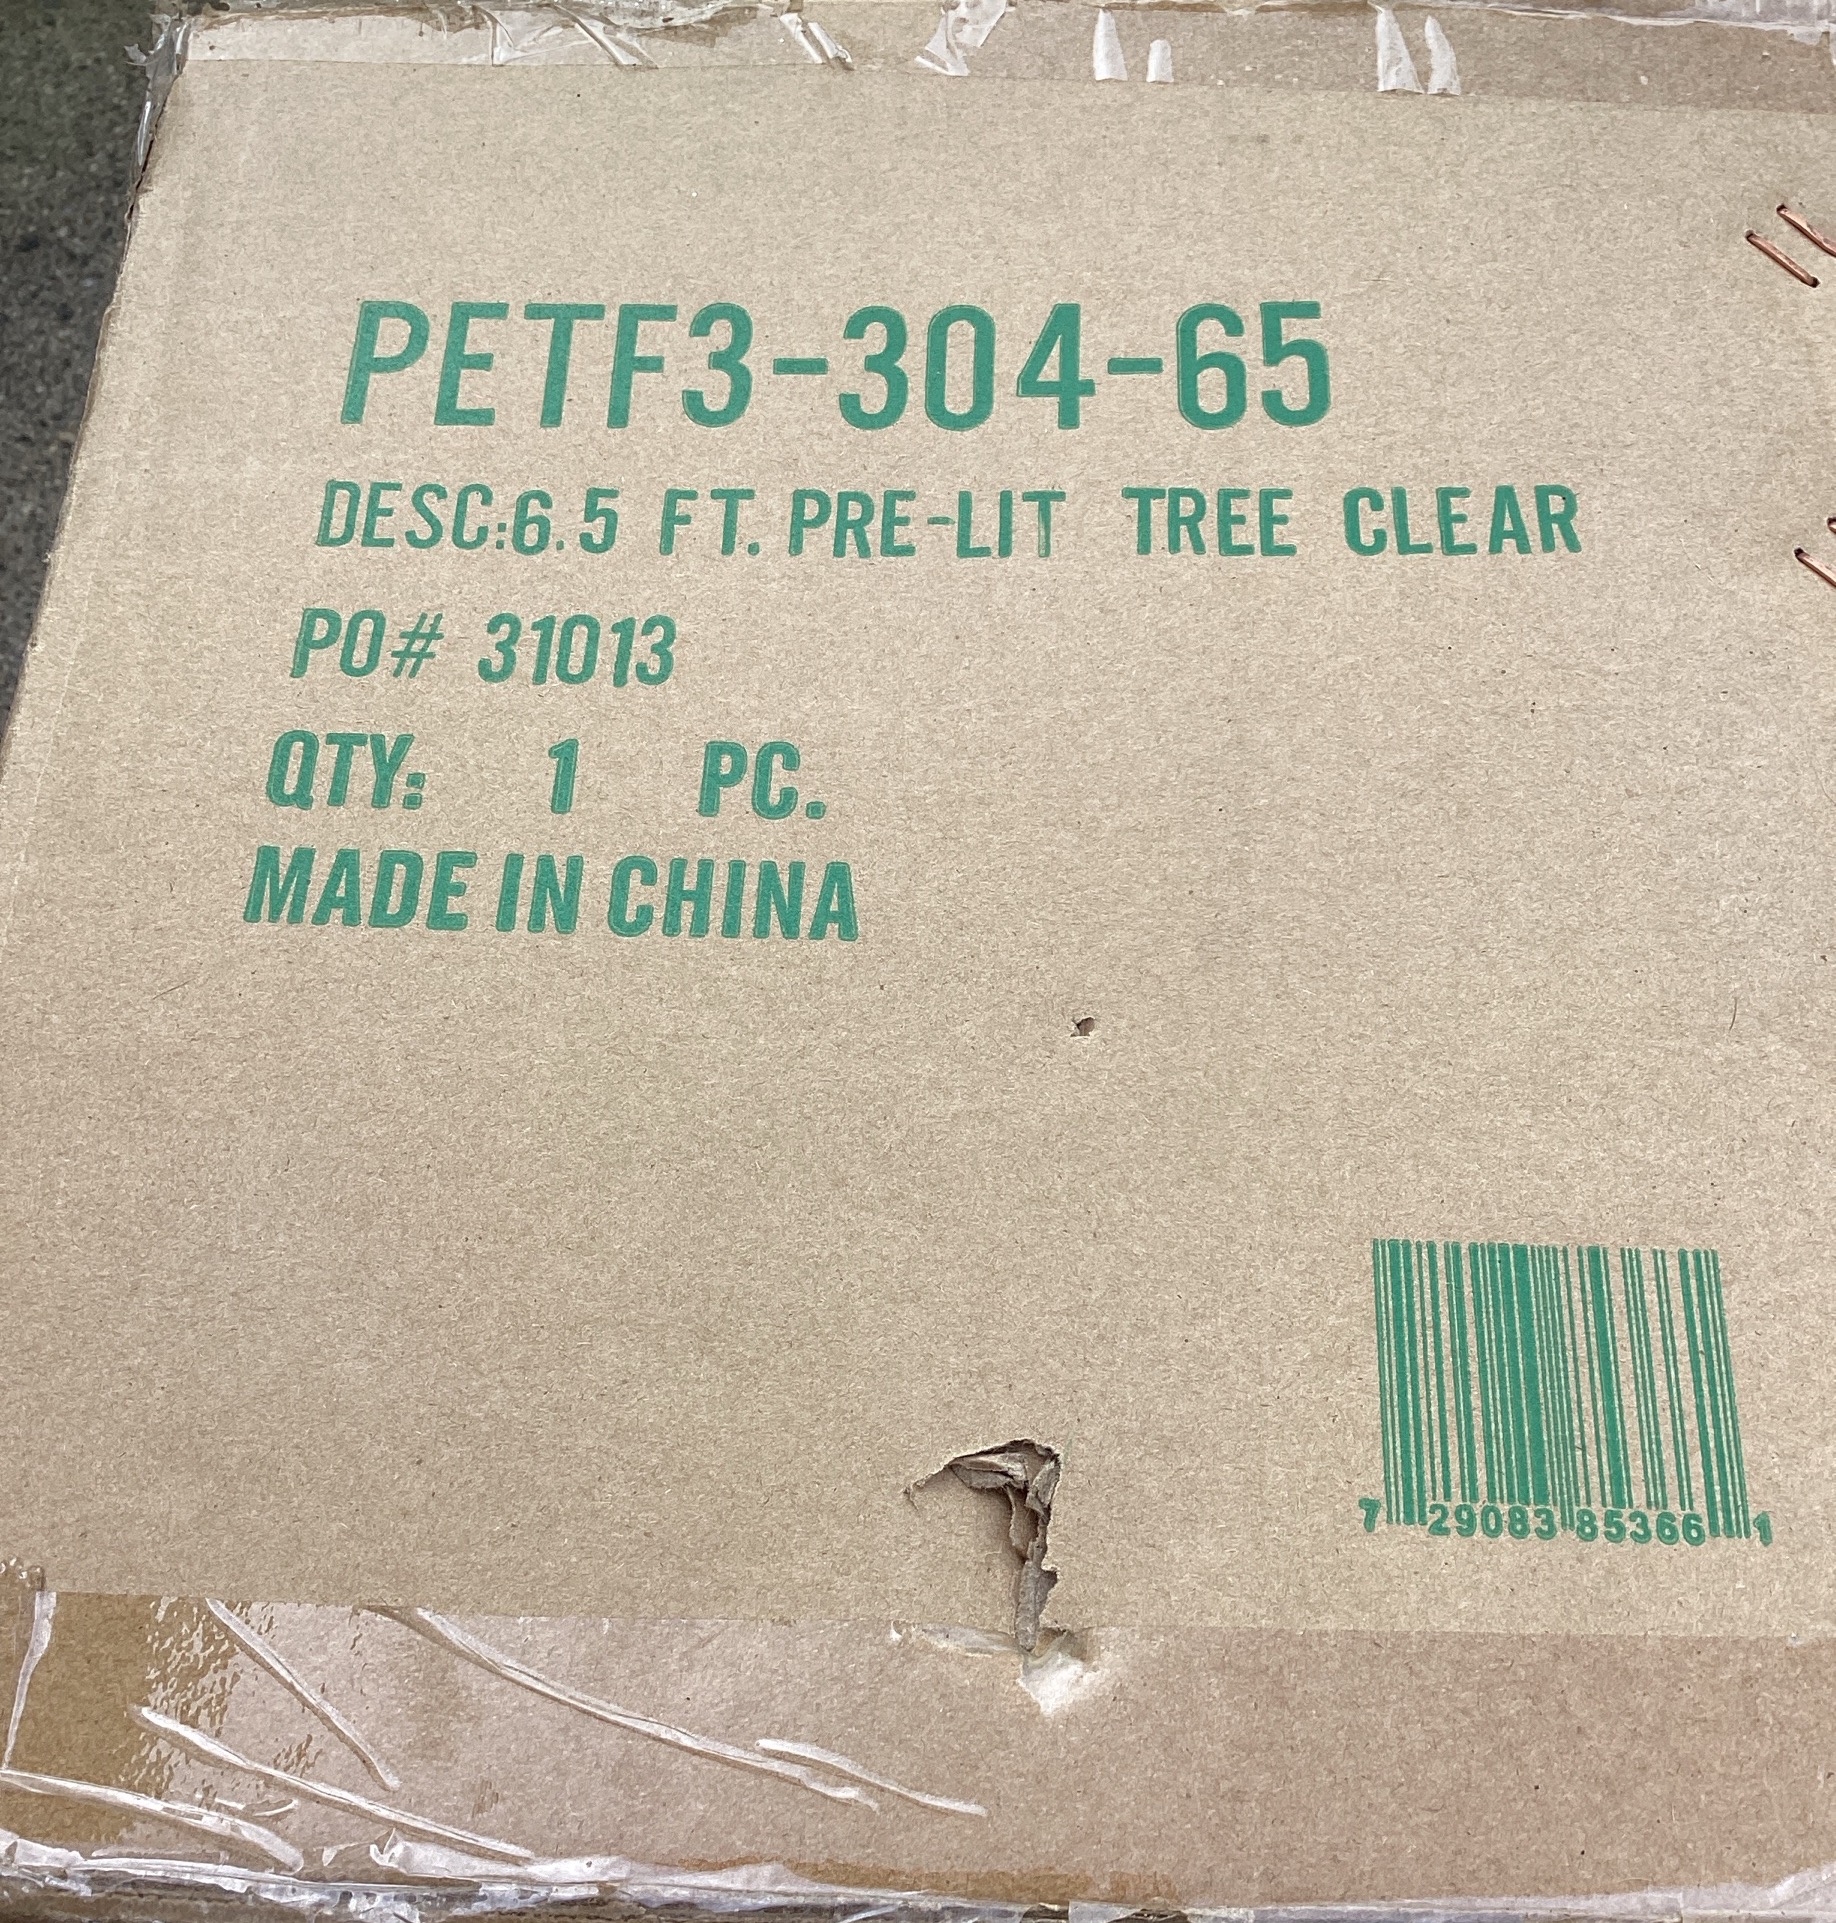 PETF3-304-65
DESC:6.5 FT. PRE-LIT TREE CLEAR
PO# 31013
QTY: 1 PC.
MADE IN CHINA
7 29083 85366 1